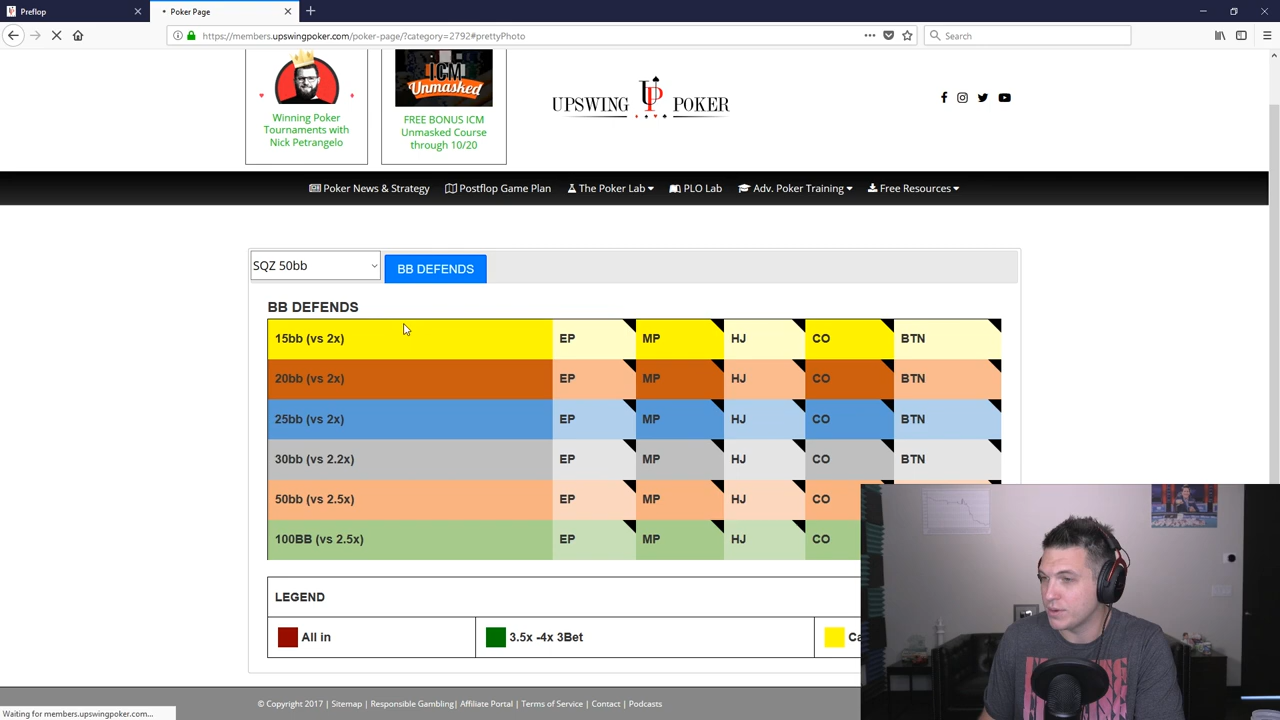 Preflop
Poker Page
https://members.upswingpoker.com/poker-page/?category=2792#prettyPhoto
Search
ICM
Unmasked
Winning Poker
Tournaments with
Nick Petrangelo
FREE BONUS ICM
Unmasked Course
through 10/20
UPSWING UP POKER
Poker News & Strategy
Postflop Game Plan
The Poker Lab
PLO Lab
Adv. Poker Training
Free Resources
SQZ 50bb
BB DEFENDS
BB DEFENDS
15bb (vs 2x) EP MP HJ CO BTN
20bb (vs 2x) EP MP HJ CO BTN
25bb (vs 2x) EP MP HJ CO BTN
30bb (vs 2.2x) EP MP HJ CO BTN
50bb (vs 2.5x) EP MP HJ CO
100BB (vs 2.5x) EP MP HJ CO
LEGEND
All in
3.5x -4x 3Bet
© Copyright 2017 | Sitemap | Responsible Gambling| Affiliate Portal | Terms of Service | Contact | Podcasts
Waiting for members.upswingpoker.com...